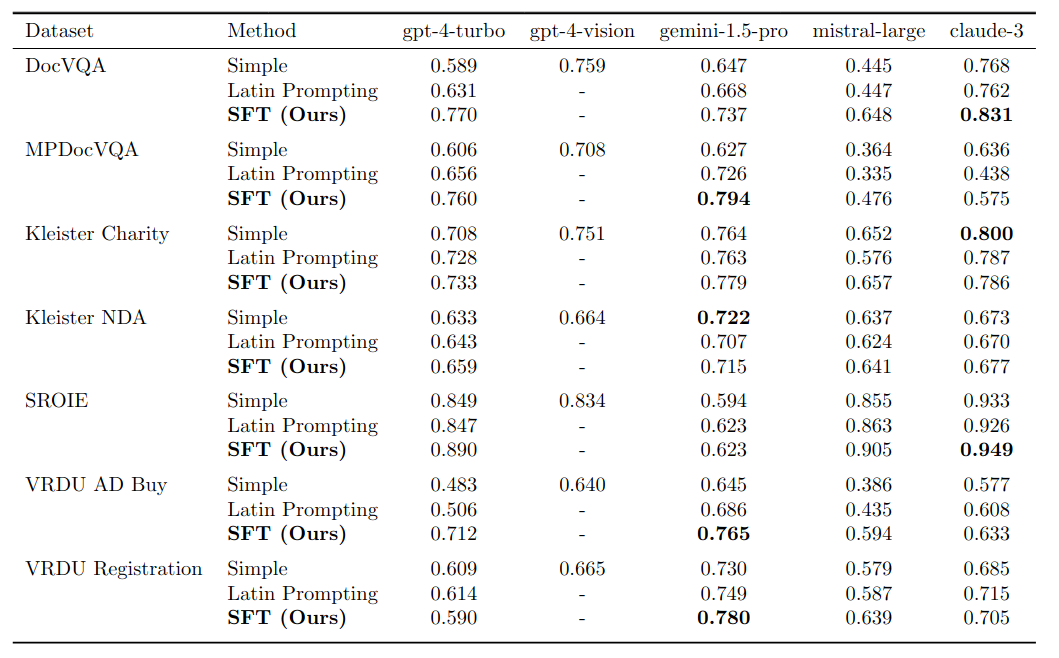 Dataset Method gpt-4-turbo gpt-4-vision gemini-1.5-pro mistral-large claude-3
DocVQA Simple 0.589 0.759 0.647 0.445 0.768
Latin Prompting 0.631 - 0.668 0.447 0.762
SFT (Ours) 0.770 - 0.737 0.648 0.831
MPDocVQA Simple 0.606 0.708 0.627 0.364 0.636
Latin Prompting 0.656 - 0.726 0.335 0.438
SFT (Ours) 0.760 - 0.794 0.476 0.575
Kleister Charity Simple 0.708 0.751 0.764 0.652 0.800
Latin Prompting 0.728 - 0.763 0.576 0.787
SFT (Ours) 0.733 - 0.779 0.657 0.786
Kleister NDA Simple 0.633 0.664 0.722 0.637 0.673
Latin Prompting 0.643 - 0.707 0.624 0.670
SFT (Ours) 0.659 - 0.715 0.641 0.677
SROIE Simple 0.849 0.834 0.594 0.855 0.933
Latin Prompting 0.847 - 0.623 0.863 0.926
SFT (Ours) 0.890 - 0.623 0.905 0.949
VRDU AD Buy Simple 0.483 0.640 0.645 0.386 0.577
Latin Prompting 0.506 - 0.686 0.435 0.608
SFT (Ours) 0.712 - 0.765 0.594 0.633
VRDU Registration Simple 0.609 0.665 0.730 0.579 0.685
Latin Prompting 0.614 - 0.749 0.587 0.715
SFT (Ours) 0.590 - 0.780 0.639 0.705